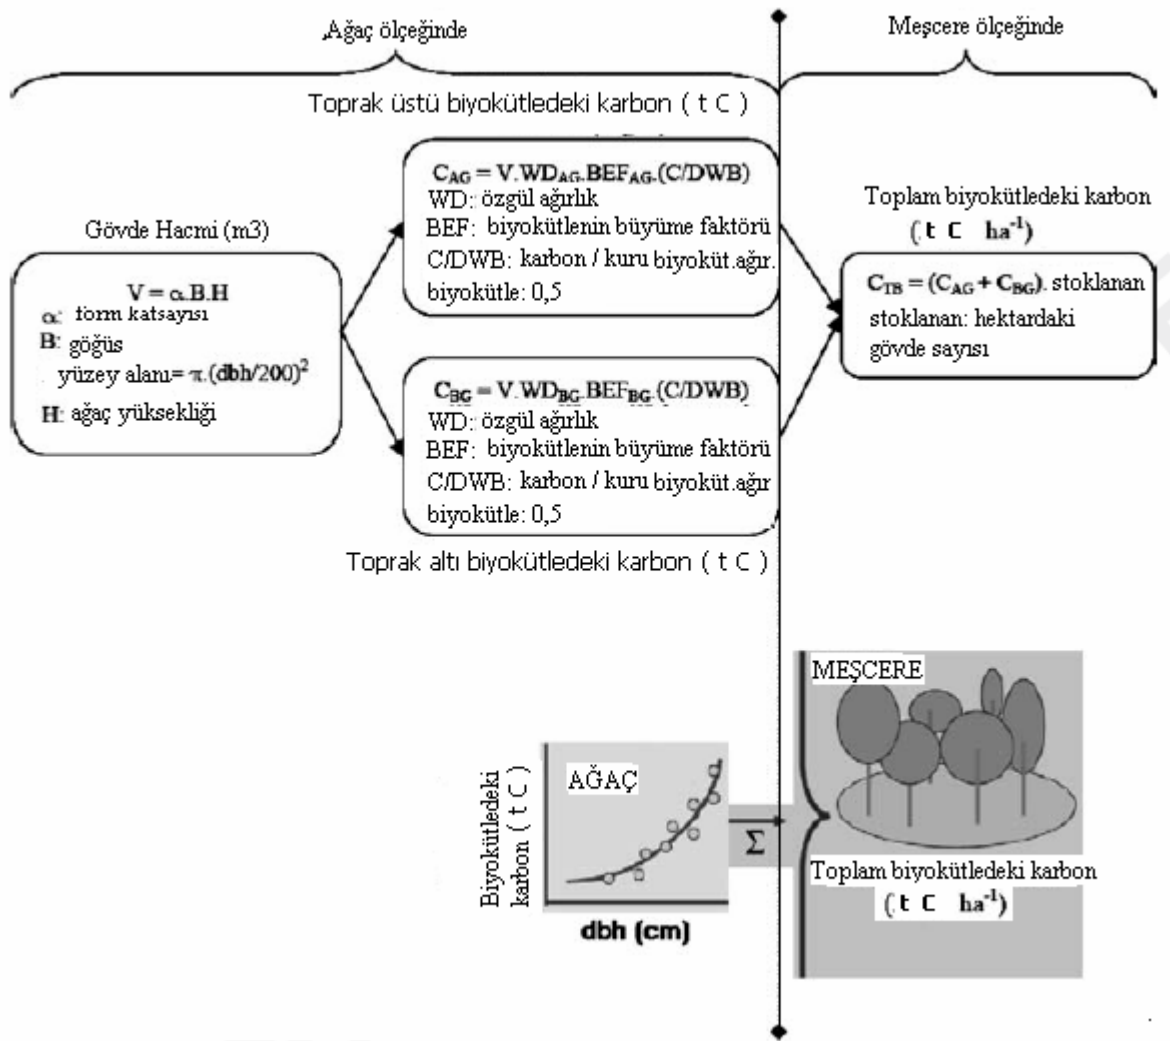 Ağaç ölçeğinde
Meşcere ölçeğinde
Toprak üstü biyokütledeki karbon ( t C )
Gövde Hacmi (m3)
V = α.B.H
α: form katsayısı
B: göğüs
yüzey alanı= π.(dbh/200)²
H: ağaç yüksekliği
C_AG = V.WD_AG.BEF_AG.(C/DWB)
WD: özgül ağırlık
BEF: biyokütlenin büyüme faktörü
C/DWB: karbon / kuru biyoküt.ağır.
biyokütle: 0,5
C_BG = V.WD_BG.BEF_BG.(C/DWB)
WD: özgül ağırlık
BEF: biyokütlenin büyüme faktörü
C/DWB: karbon / kuru biyoküt.ağır
biyokütle: 0,5
Toprak altı biyokütledeki karbon ( t C )
Toplam biyokütledeki karbon
(t C ha⁻¹)
C_TB = (C_AG + C_BG). stoklanan
stoklanan: hektardaki
gövde sayısı
Biyokütledeki
karbon ( t C )
AĞAÇ
dbh (cm)
Σ
MEŞCERE
Toplam biyokütledeki karbon
(t C ha⁻¹)